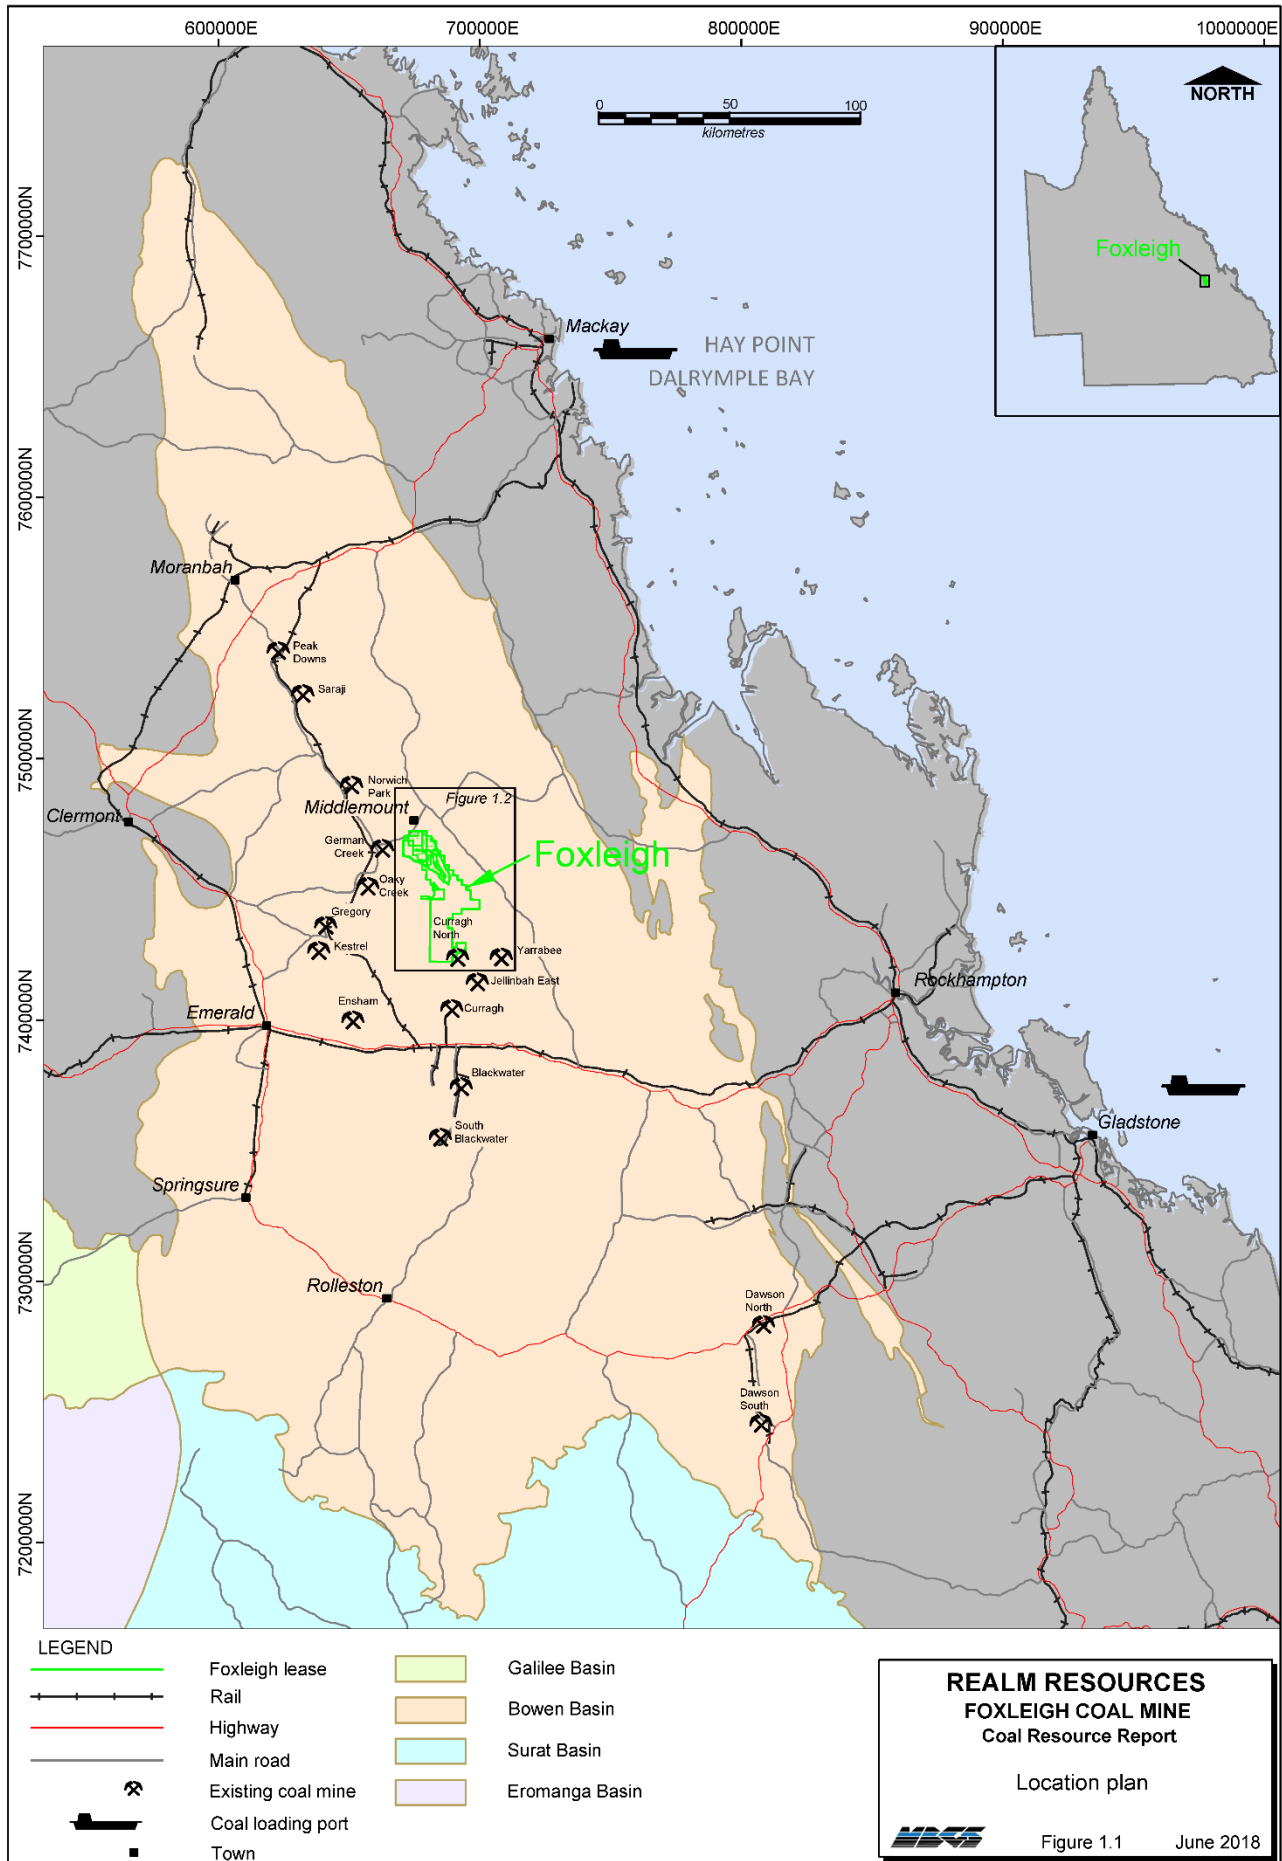 600000E
700000E
800000E
900000E
1000000E
7700000N
7600000N
7500000N
7400000N
7300000N
7200000N
0
50
100
kilometres
NORTH
Foxleigh
Mackay
HAY POINT
DALRYMPLE BAY
Moranbah
Peak
Downs
Saraji
Norwich
Park
Middlemount
Figure 1.2
Clermont
German
Creek
Foxleigh
Oaky
Creek
Gregory
Curragh
North
Kestrel
Yarrabee
Jellinbah East
Rockhampton
Ensham
Curragh
Emerald
Blackwater
South
Blackwater
Gladstone
Springsure
Rolleston
Dawson
North
Dawson
South
LEGEND
Foxleigh lease
Rail
Highway
Main road
Existing coal mine
Coal loading port
Town
Galilee Basin
Bowen Basin
Surat Basin
Eromanga Basin
REALM RESOURCES
FOXLEIGH COAL MINE
Coal Resource Report
Location plan
Figure 1.1
June 2018